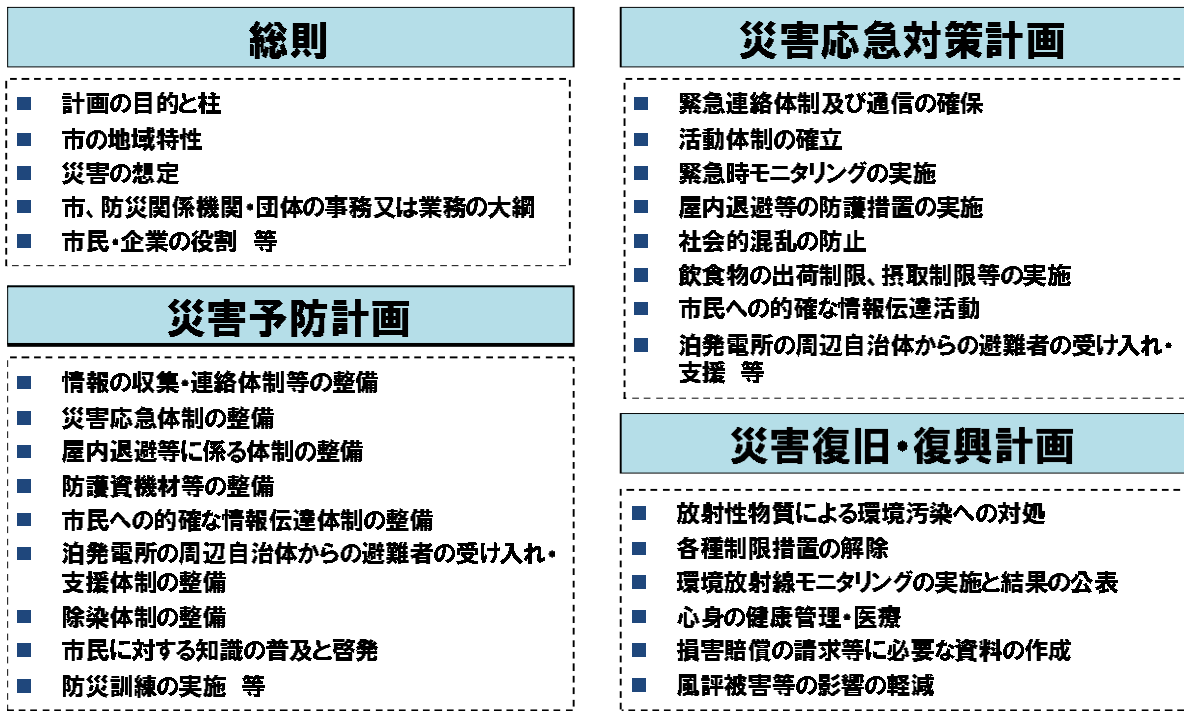 総則
■ 計画の目的と柱
■ 市の地域特性
■ 災害の想定
■ 市、防災関係機関・団体の事務又は業務の大綱
■ 市民・企業の役割 等
災害予防計画
■ 情報の収集・連絡体制等の整備
■ 災害応急体制の整備
■ 屋内退避等に係る体制の整備
■ 防護資機材等の整備
■ 市民への的確な情報伝達体制の整備
■ 泊発電所の周辺自治体からの避難者の受け入れ・
支援体制の整備
■ 除染体制の整備
■ 市民に対する知識の普及と啓発
■ 防災訓練の実施 等
災害応急対策計画
■ 緊急連絡体制及び通信の確保
■ 活動体制の確立
■ 緊急時モニタリングの実施
■ 屋内退避等の防護措置の実施
■ 社会的混乱の防止
■ 飲食物の出荷制限、摂取制限等の実施
■ 市民への的確な情報伝達活動
■ 泊発電所の周辺自治体からの避難者の受け入れ・
支援 等
災害復旧・復興計画
■ 放射性物質による環境汚染への対処
■ 各種制限措置の解除
■ 環境放射線モニタリングの実施と結果の公表
■ 心身の健康管理・医療
■ 損害賠償の請求等に必要な資料の作成
■ 風評被害等の影響の軽減